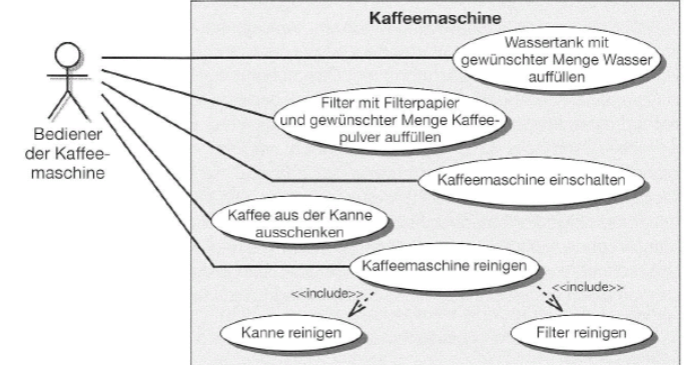 Kaffeemaschine
Wassertank mit
gewünschter Menge Wasser
auffüllen
Filter mit Filterpapier
und gewünschter Menge Kaffee-
pulver auffüllen
Bediener
der Kaffee-
maschine
Kaffeemaschine einschalten
Kaffee aus der Kanne
ausschenken
Kaffeemaschine reinigen
<<include>>
<<include>>
Kanne reinigen
Filter reinigen